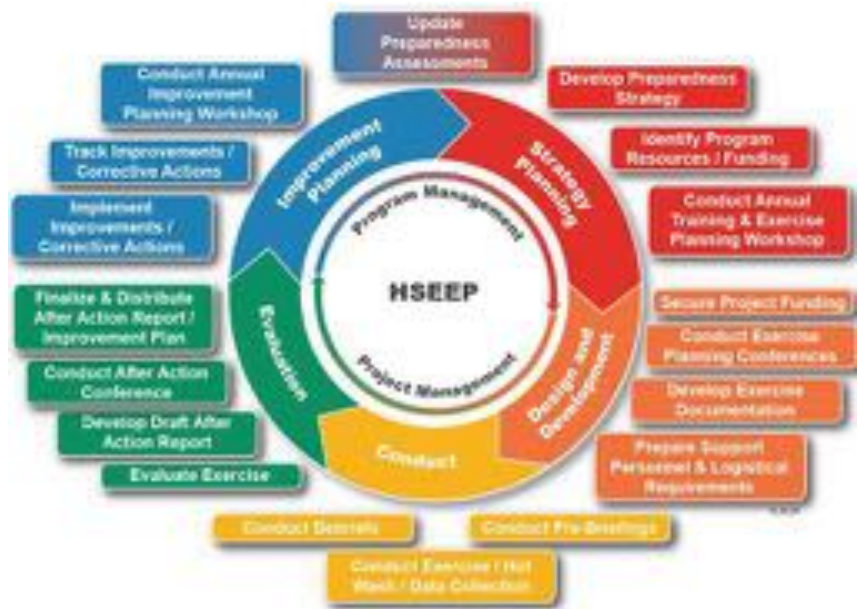 Update
Preparedness
Assessments
Develop Preparedness
Strategy
Identify Program
Resources / Funding
Conduct Annual
Training & Exercise
Planning Workshop
Secure Project Funding
Conduct Exercise
Planning Conferences
Develop Exercise
Documentation
Prepare Support
Personnel & Logistical
Requirements
Conduct Pre-Briefings
Conduct Exercise / Hot
Wash / Data Collection
Conduct Debriefs
Evaluate Exercise
Develop Draft After
Action Report
Conduct After Action
Conference
Finalize & Distribute
After Action Report /
Improvement Plan
Implement
Improvements /
Corrective Actions
Track Improvements /
Corrective Actions
Conduct Annual
Improvement
Planning Workshop
Strategy
Planning
Design and
Development
Conduct
Evaluation
Improvement
Planning
Program Management
HSEEP
Project Management